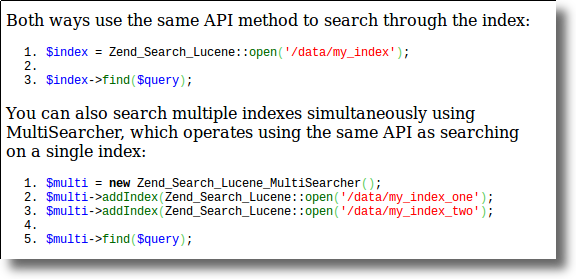 Both ways use the same API method to search through the index:
1. $index = Zend_Search_Lucene::open('/data/my_index');
2.
3. $index->find($query);
You can also search multiple indexes simultaneously using
MultiSearcher, which operates using the same API as searching
on a single index:
1. $multi = new Zend_Search_Lucene_MultiSearcher();
2. $multi->addIndex(Zend_Search_Lucene::open('/data/my_index_one');
3. $multi->addIndex(Zend_Search_Lucene::open('/data/my_index_two');
4.
5. $multi->find($query);